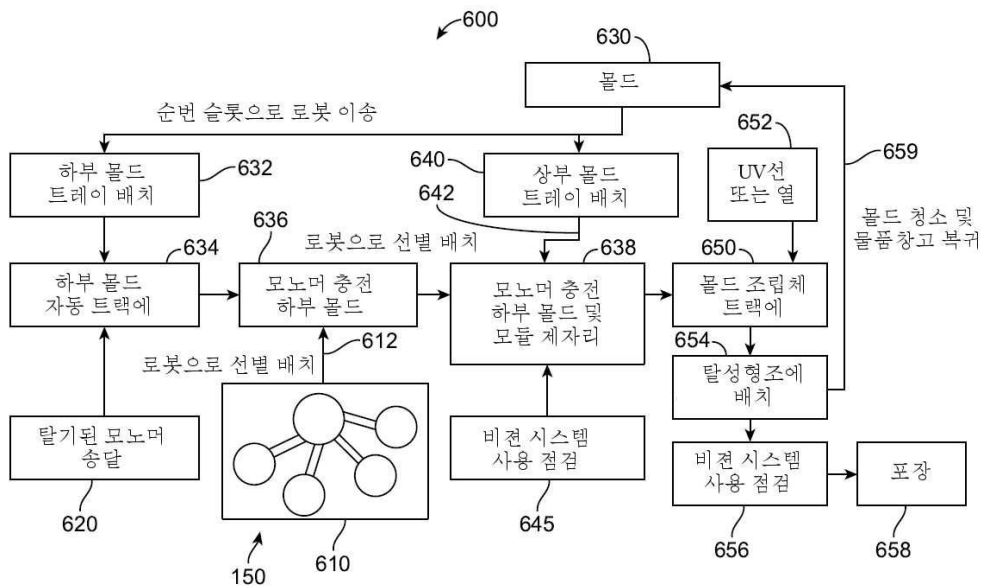 600
630
몰드
순번 슬롯으로 로봇 이송
652
659
하부 몰드
트레이 배치
632
640
642
상부 몰드
트레이 배치
UV선
또는 열
몰드 청소 및
물품창고 복귀
634
636
로봇으로 선별 배치
638
650
하부 몰드
자동 트랙에
모노머 충전
하부 몰드
모노머 충전
하부 몰드 및
모듈 제자리
몰드 조립체
트랙에
612
로봇으로 선별 배치
654
탈성형조에
배치
탈기된 모노머
송달
비젼 시스템
사용 점검
비젼 시스템
사용 점검
포장
620
150
610
645
656
658